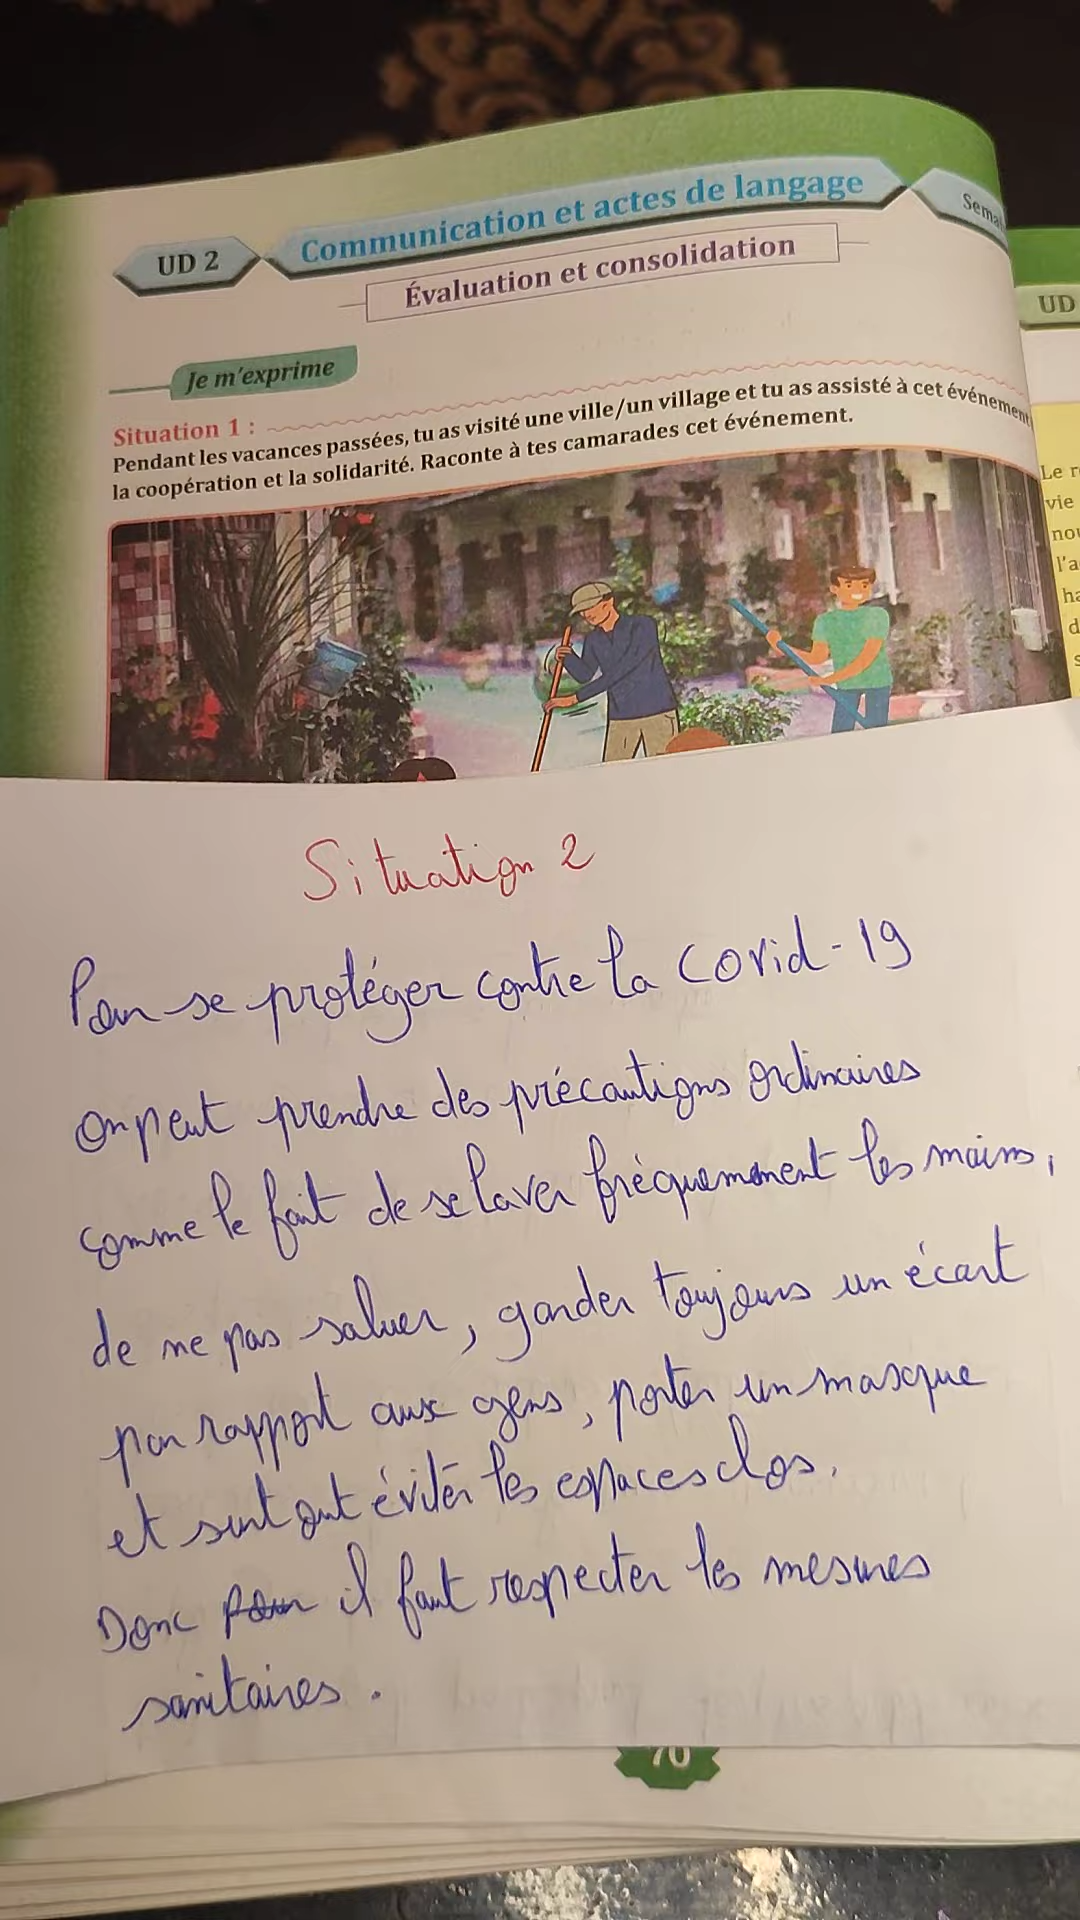 UD 2
Communication et actes de langage
Sema
Évaluation et consolidation
UD
Je m'exprime
Situation 1 :
Pendant les vacances passées, tu as visité une ville/un village et tu as assisté à cet événement
la coopération et la solidarité. Raconte à tes camarades cet événement.
Le r
vie
nou
l'a
ha
d
s
Situation 2
Pour se protéger contre la Covid-19
on peut prendre des précautions ordinaires
comme le fait de se laver fréquemment les mains,
de ne pas saluer, garder toujours un écart
par rapport aux gens, porter un masque
et surtout éviter les espaces clos.
Donc pour il faut respecter les mesures
sanitaires.
70